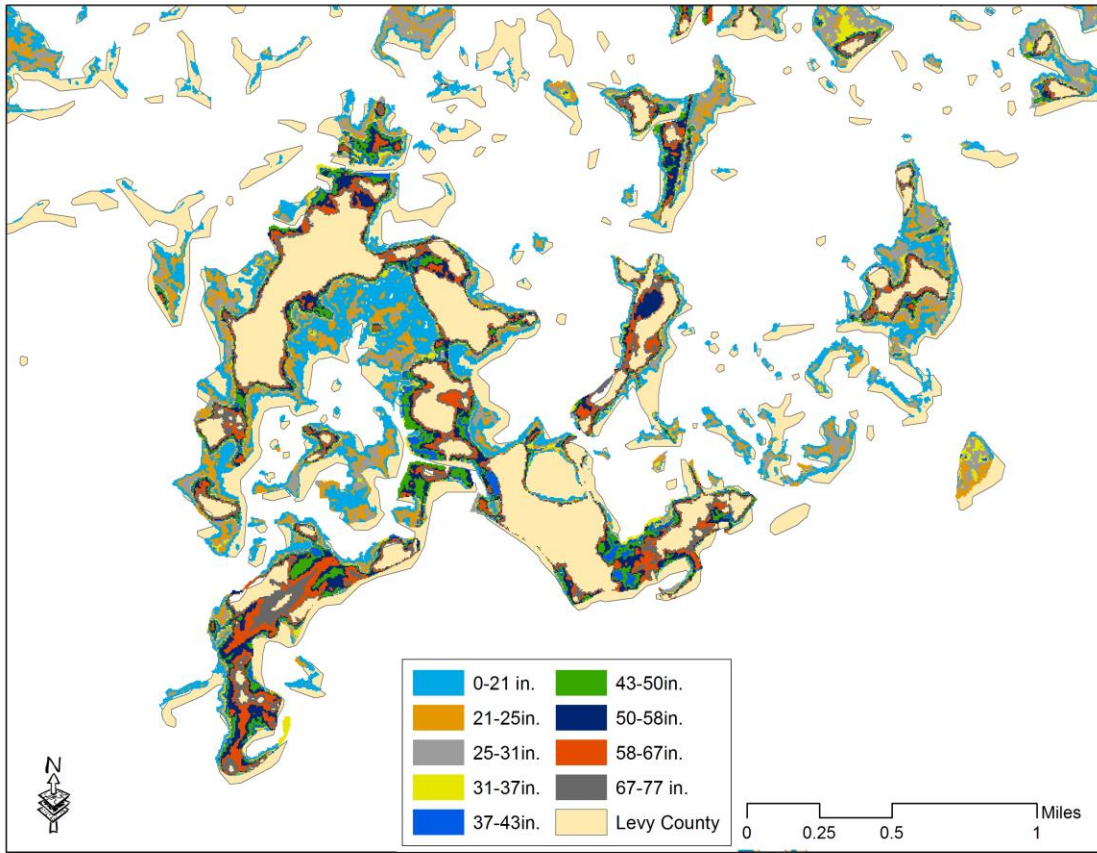 N
0-21 in.
21-25in.
25-31in.
31-37in.
37-43in.
43-50in.
50-58in.
58-67in.
67-77 in.
Levy County
Miles
0 0.25 0.5 1